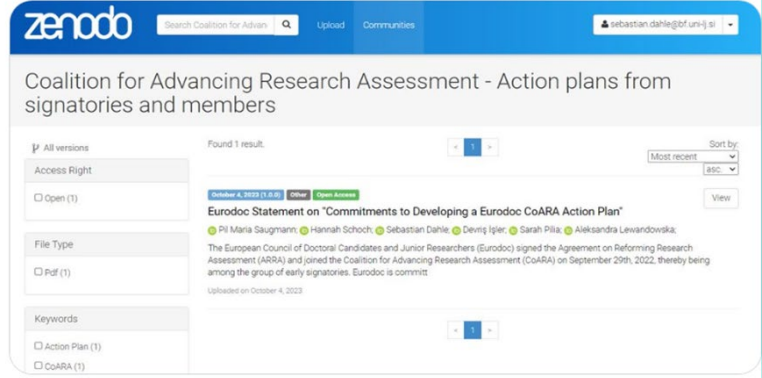 zenodo
Search Coalition for Advan
Upload
Communities
sebastian.dahle@bf.uni-lj.si
Coalition for Advancing Research Assessment - Action plans from
signatories and members
All versions
Access Right
Open (1)
File Type
Pdf (1)
Keywords
Action Plan (1)
CoARA (1)
Found 1 result.
< 1 >
Sort by:
Most recent
asc.
October 4, 2023 (1.0.0) Other Open Access
View
Eurodoc Statement on "Commitments to Developing a Eurodoc CoARA Action Plan"
Pil Maria Saugmann; Hannah Schoch; Sebastian Dahle; Devriş İşler; Sarah Pilia; Aleksandra Lewandowska;
The European Council of Doctoral Candidates and Junior Researchers (Eurodoc) signed the Agreement on Reforming Research
Assessment (ARRA) and joined the Coalition for Advancing Research Assessment (CoARA) on September 29th, 2022, thereby being
among the group of early signatories. Eurodoc is committ
Uploaded on October 4, 2023
< 1 >